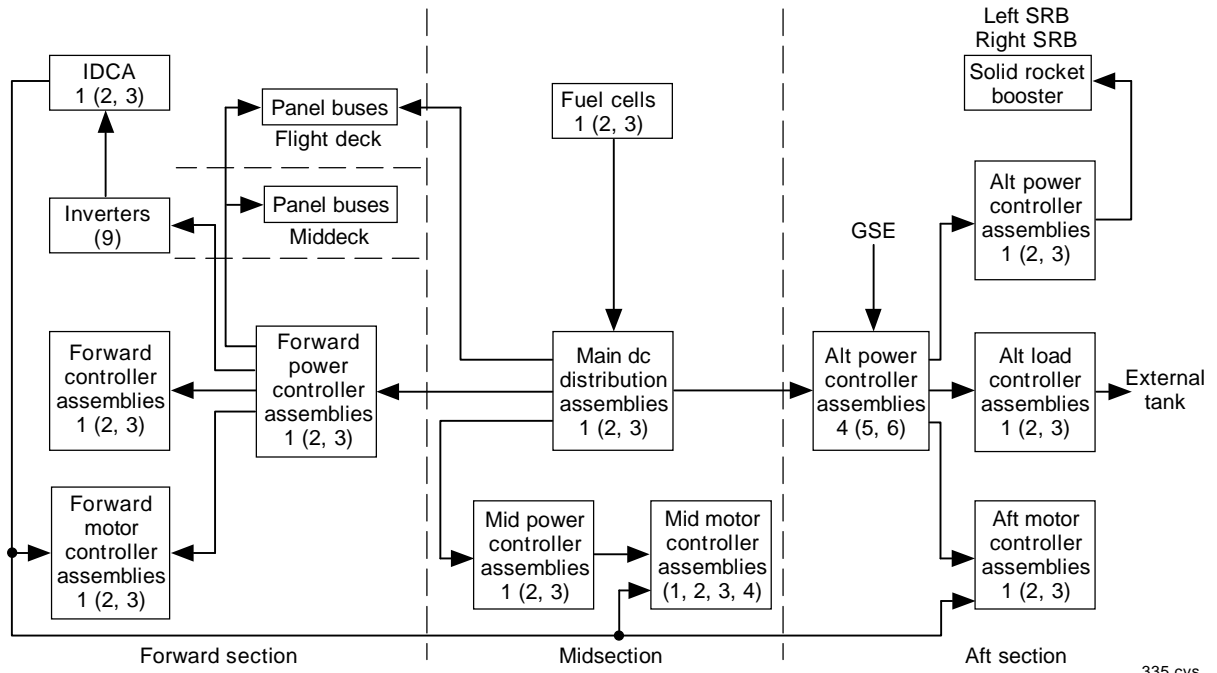 Left SRB
Right SRB
IDCA
1 (2, 3)
Panel buses
Flight deck
Fuel cells
1 (2, 3)
Solid rocket
booster
Inverters
(9)
Panel buses
Middeck
GSE
Alt power
controller
assemblies
1 (2, 3)
Forward
controller
assemblies
1 (2, 3)
Forward
power
controller
assemblies
1 (2, 3)
Main dc
distribution
assemblies
1 (2, 3)
Alt power
controller
assemblies
4 (5, 6)
Alt load
controller
assemblies
1 (2, 3)
External
tank
Forward
motor
controller
assemblies
1 (2, 3)
Mid power
controller
assemblies
1 (2, 3)
Mid motor
controller
assemblies
(1, 2, 3, 4)
Aft motor
controller
assemblies
1 (2, 3)
Forward section
Midsection
Aft section